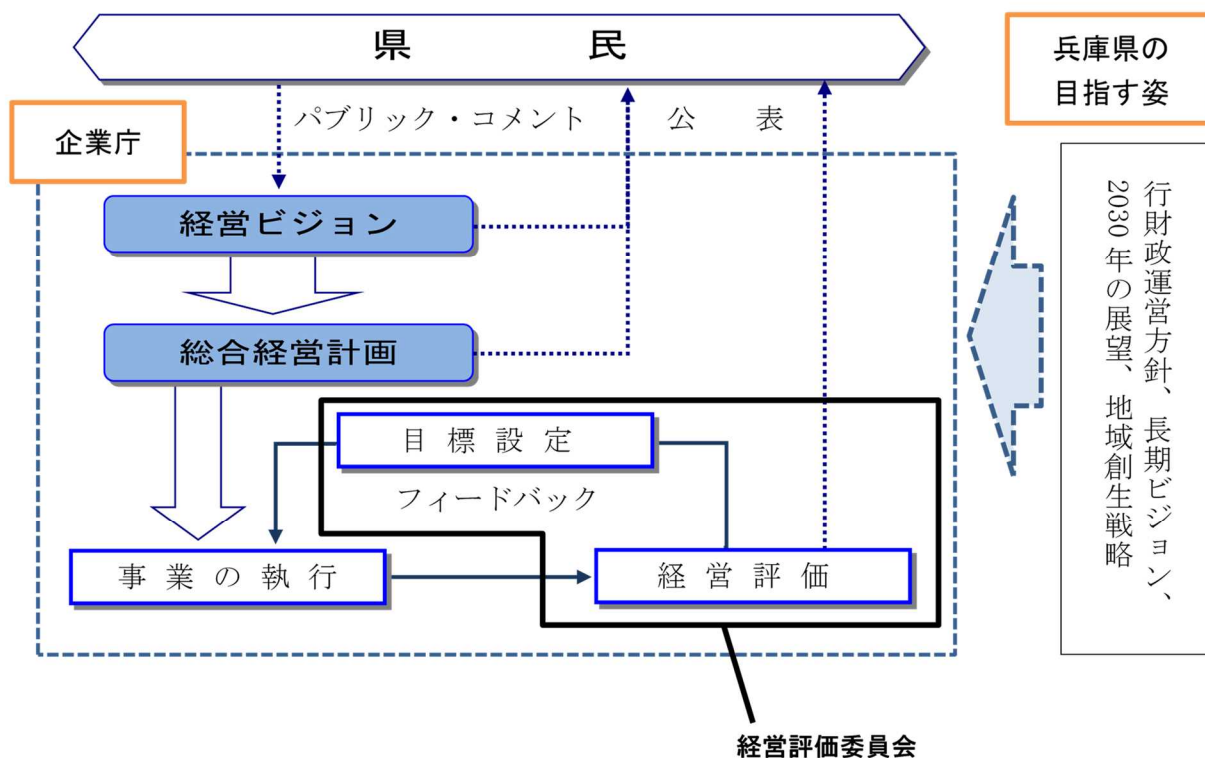 県 民
兵庫県の
目指す姿
企業庁
パブリック・コメント
公 表
経営ビジョン
総合経営計画
目 標 設 定
フィードバック
事 業 の 執 行
経 営 評 価
行財政運営方針、長期ビジョン、
2030年の展望、地域創生戦略
経営評価委員会